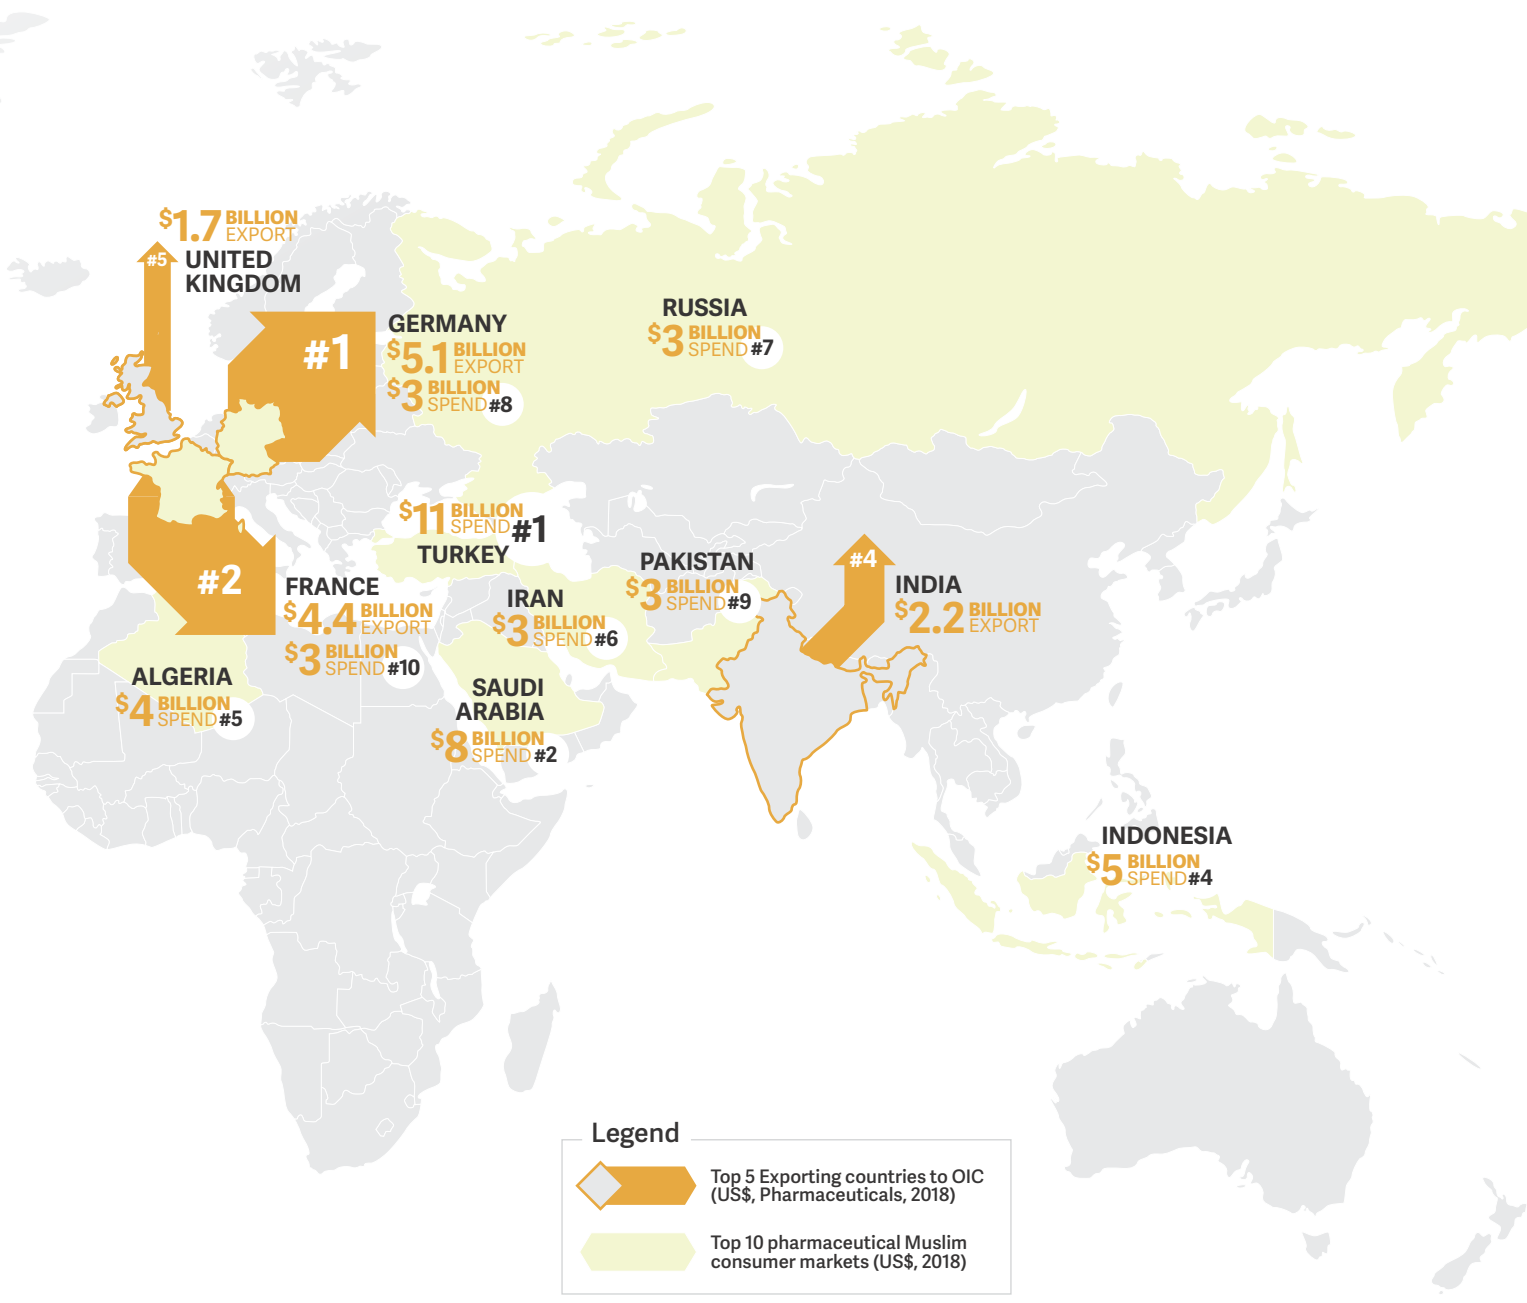 $1.7 BILLION
EXPORT
#5 UNITED
KINGDOM
#1
GERMANY
$5.1 BILLION
EXPORT
$3 BILLION
SPEND #8
RUSSIA
$3 BILLION
SPEND #7
$11 BILLION
SPEND #1
TURKEY
#2
FRANCE
$4.4 BILLION
EXPORT
$3 BILLION
SPEND #10
IRAN
$3 BILLION
SPEND #6
PAKISTAN
$3 BILLION
SPEND #9
#4
INDIA
$2.2 BILLION
EXPORT
ALGERIA
$4 BILLION
SPEND #5
SAUDI
ARABIA
$8 BILLION
SPEND #2
INDONESIA
$5 BILLION
SPEND #4
Legend
Top 5 Exporting countries to OIC
(US$, Pharmaceuticals, 2018)
Top 10 pharmaceutical Muslim
consumer markets (US$, 2018)